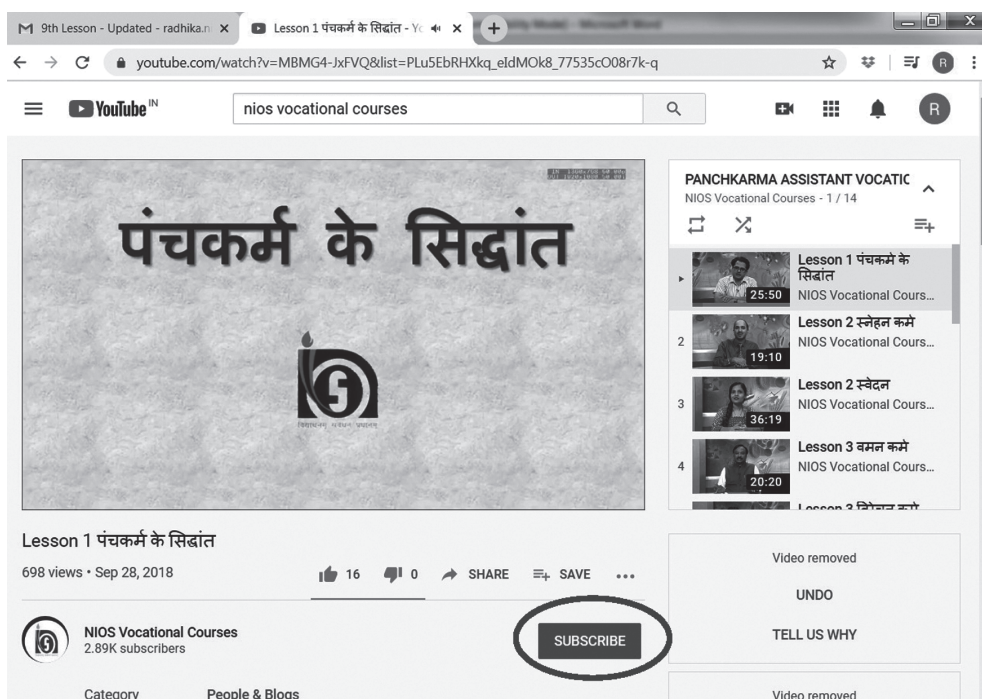 9th Lesson - Updated - radhika.n
Lesson 1 पंचकर्म के सिद्धांत - Yo
Microsoft Word
youtube.com/watch?v=MBMG4-JxFVQ&list=PLu5EbRHXkq_eIdMOk8_77535cO08r7k-q
R
YouTube IN
nios vocational courses
R
पंचकर्म के सिद्धांत
PANCHKARMA ASSISTANT VOCATIC
NIOS Vocational Courses - 1 / 14
Lesson 1 पंचकर्म के
सिद्धांत
25:50
NIOS Vocational Cours...
2
Lesson 2 स्नेहन कर्म
NIOS Vocational Cours...
19:10
3
Lesson 2 स्वेदन
NIOS Vocational Cours...
36:19
4
Lesson 3 वमन कर्म
NIOS Vocational Cours...
20:20
Lesson 3
Lesson 1 पंचकर्म के सिद्धांत
698 views • Sep 28, 2018
16
0
SHARE
SAVE
NIOS Vocational Courses
2.89K subscribers
SUBSCRIBE
Category People & Blogs
Video removed
UNDO
TELL US WHY
Video removed